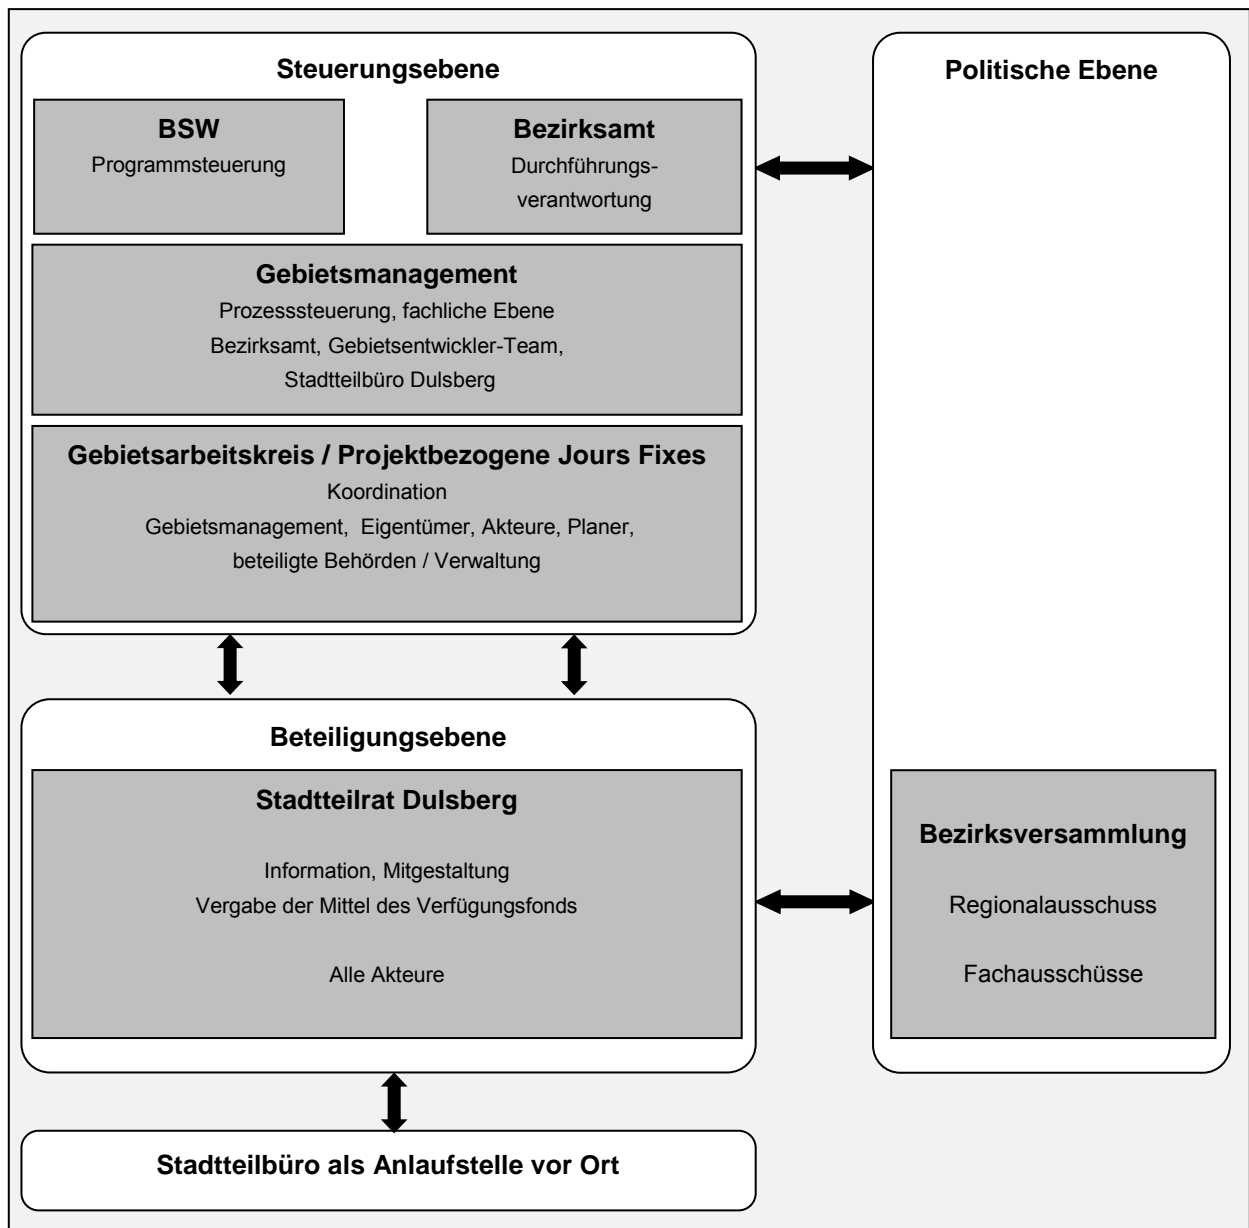 Steuerungsebene
BSW
Programmsteuerung
Bezirksamt
Durchführungs-
verantwortung
Gebietsmanagement
Prozesssteuerung, fachliche Ebene
Bezirksamt, Gebietsentwickler-Team,
Stadtteilbüro Dulsberg
Gebietsarbeitskreis / Projektbezogene Jours Fixes
Koordination
Gebietsmanagement, Eigentümer, Akteure, Planer,
beteiligte Behörden / Verwaltung
Politische Ebene
Beteiligungsebene
Stadtteilrat Dulsberg
Information, Mitgestaltung
Vergabe der Mittel des Verfügungsfonds
Alle Akteure
Bezirksversammlung
Regionalausschuss
Fachausschüsse
Stadtteilbüro als Anlaufstelle vor Ort